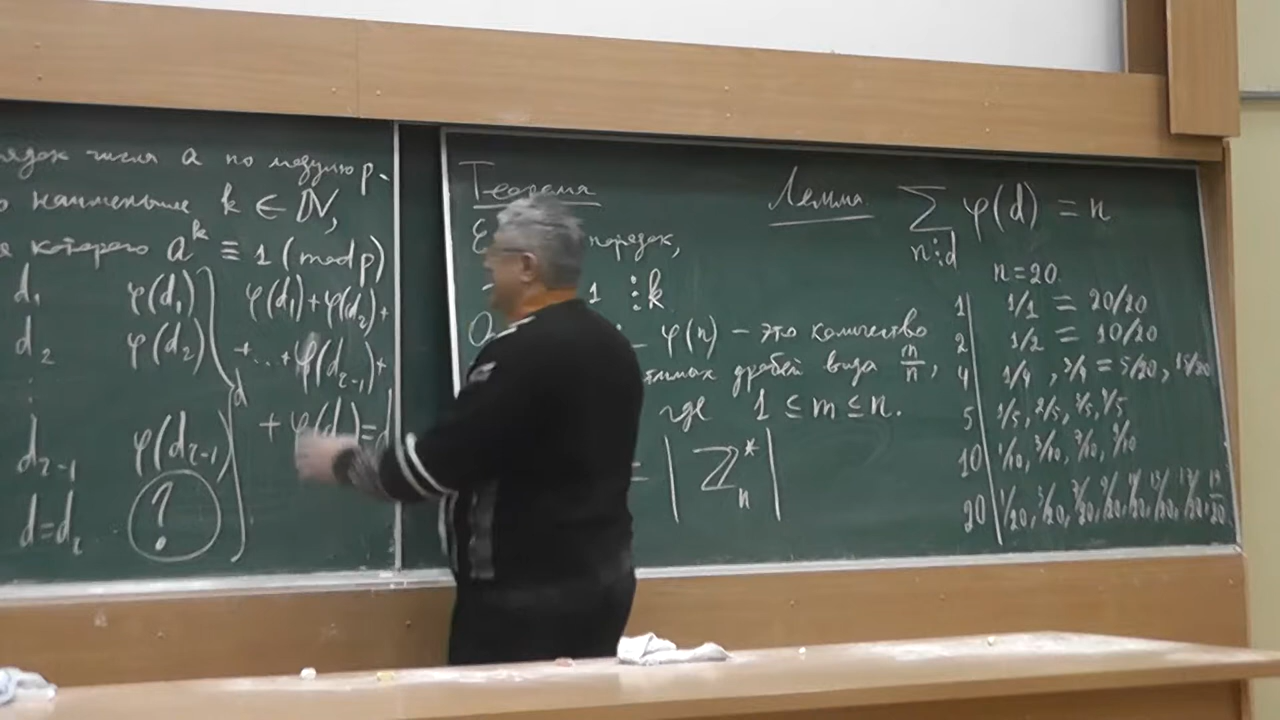 порядок числа a по модулю p.
наименьшее k ∈ ℕ,
которого a^k ≡ 1 (mod p)
d₁ φ(d₁) φ(d₁)+φ(d₂)+
d₂ φ(d₂) +...+φ(d_{z-1})+
⋮ d
d_{z-1} φ(d_{z-1}) + φ(d)=d
d=d_z ?
Теорема
порядок,
1 ⋮ k
φ(n) – это количество
дробей вида m/n,
где 1 ≤ m ≤ n.
= |ℤ*ₙ|
Лемма ∑ φ(d) = n
n⋮d
n=20.
1 | 1/1 = 20/20
2 | 1/2 = 10/20
4 | 1/4, 3/4 = 5/20, 15/20
5 | 1/5, 2/5, 3/5, 4/5
10 | 1/10, 3/10, 7/10, 9/10
20 | 1/20, 3/20, 7/20, 9/20, 11/20, 13/20, 17/20, 19/20